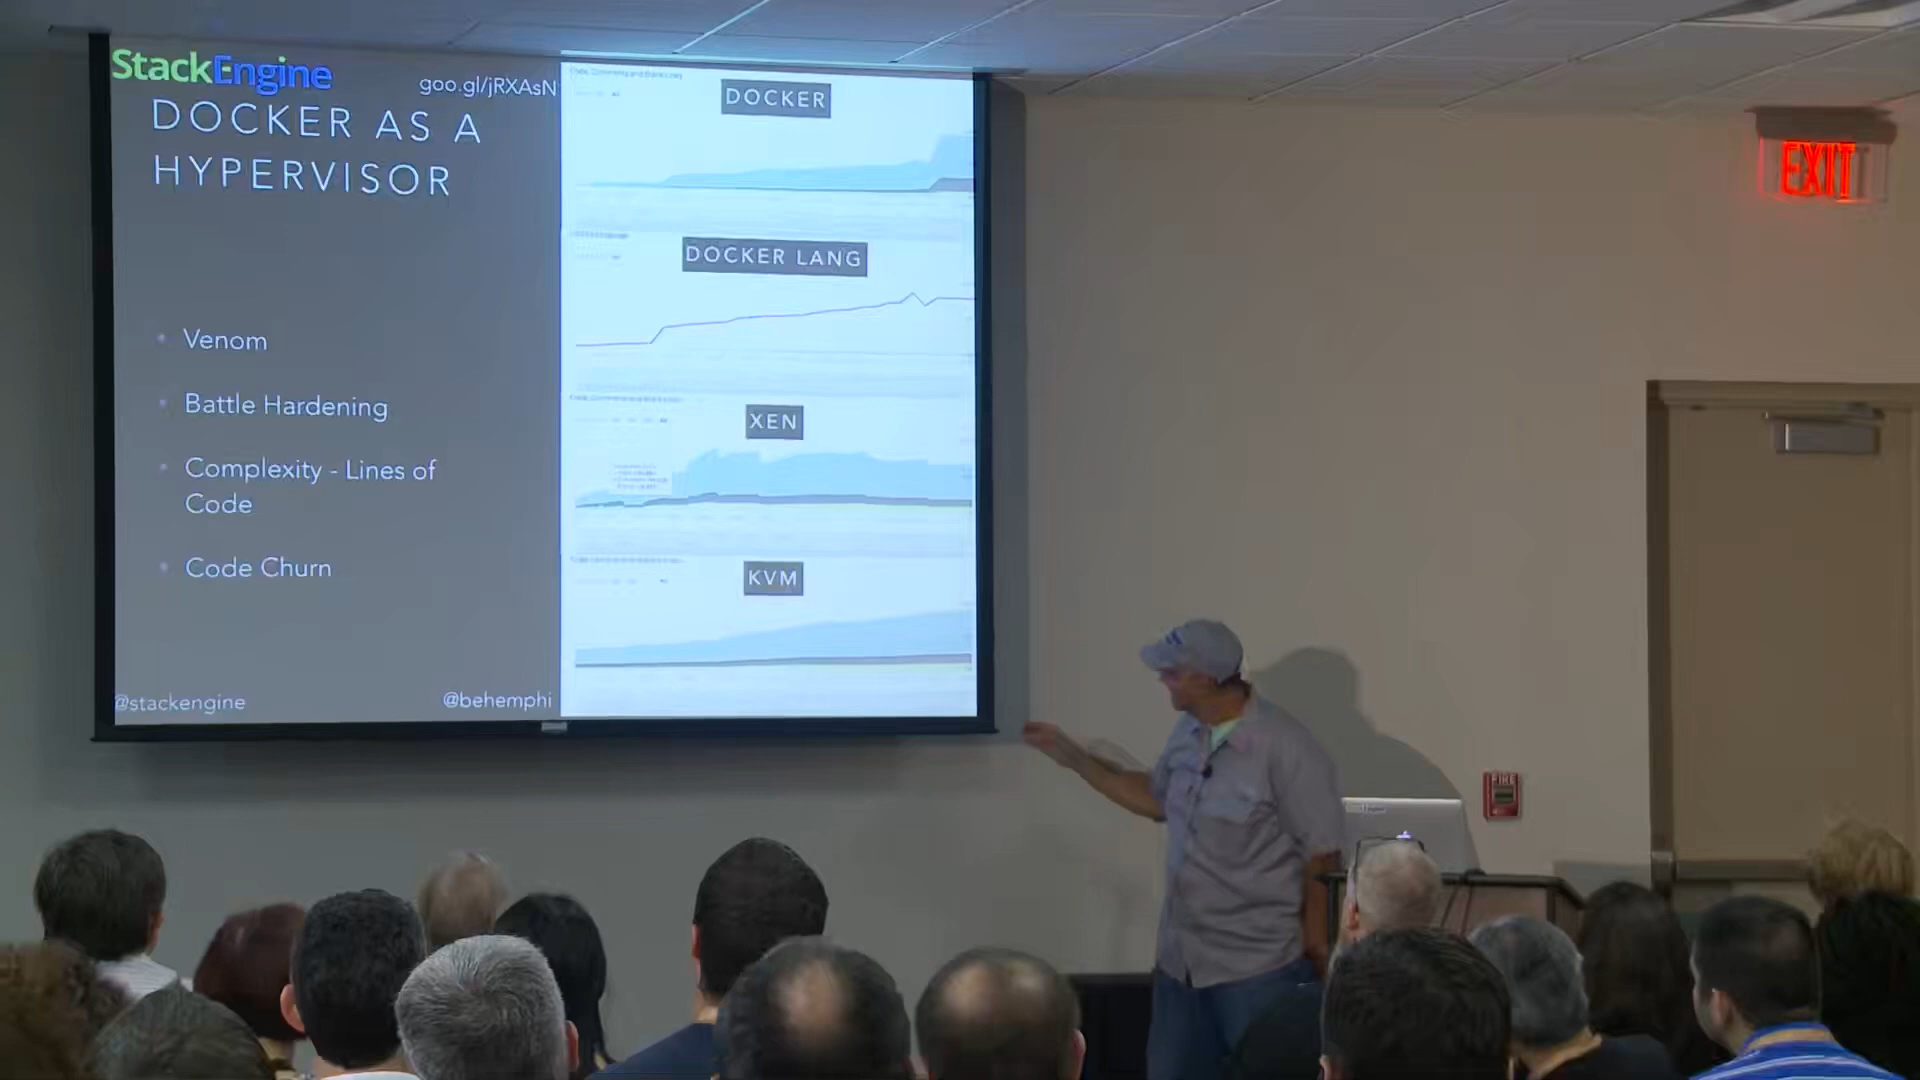 StackEngine
goo.gl/jRXAsN
DOCKER AS A
HYPERVISOR
Venom
Battle Hardening
Complexity - Lines of
Code
Code Churn
@stackengine
@behemphi
DOCKER
DOCKER LANG
XEN
KVM
EXIT
FIRE